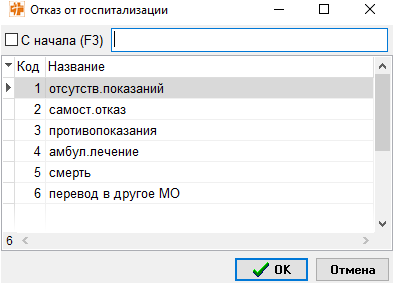 Отказ от госпитализации
С начала (F3)
Код Название
1 отсутств.показаний
2 самост.отказ
3 противопоказания
4 амбул.лечение
5 смерть
6 перевод в другое МО
6
OK Отмена